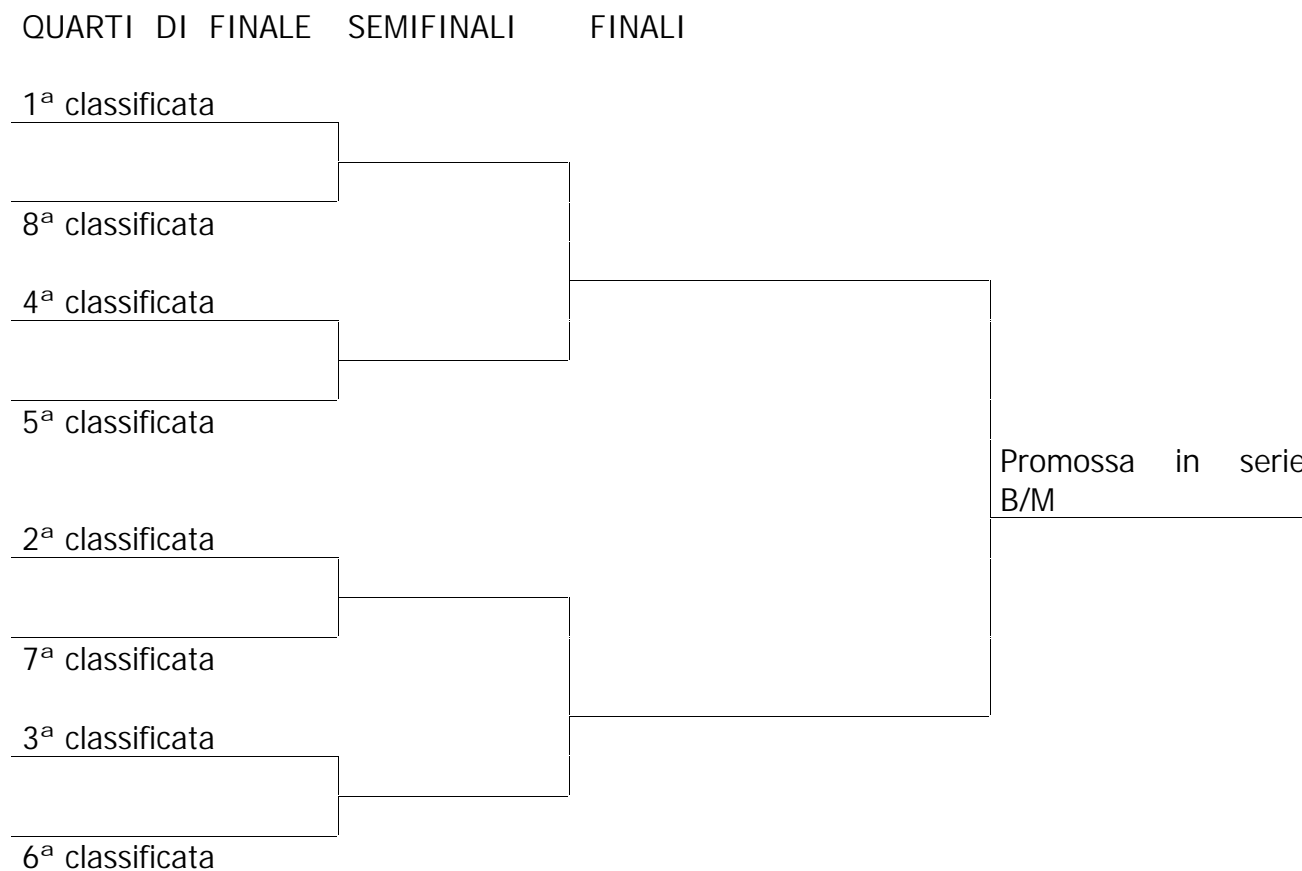 QUARTI DI FINALE SEMIFINALI FINALI
1ª classificata
8ª classificata
4ª classificata
5ª classificata
Promossa in serie
B/M
2ª classificata
7ª classificata
3ª classificata
6ª classificata